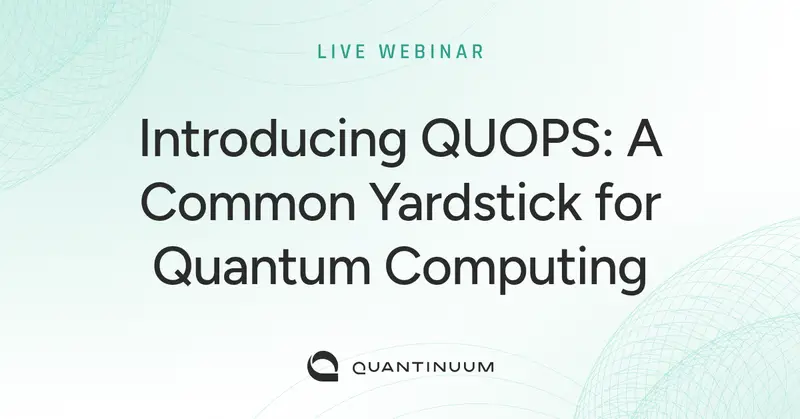 LIVE WEBINAR
Introducing QUOPS: A
Common Yardstick for
Quantum Computing
QUANTINUUM